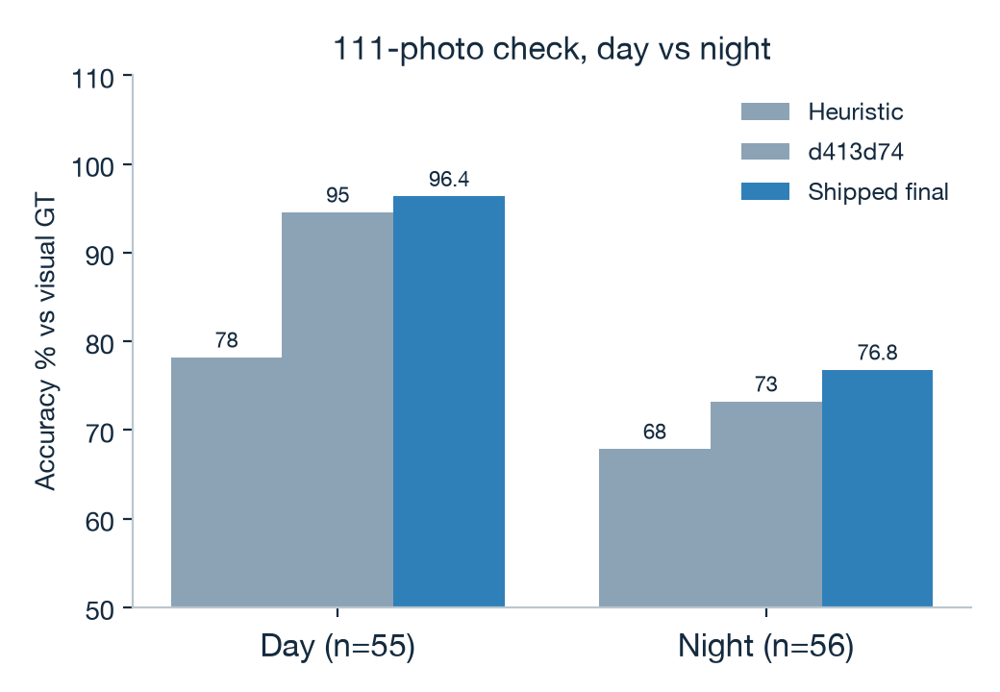 111-photo check, day vs night
110
100
90
80
70
60
50
Accuracy % vs visual GT
Heuristic
d413d74
Shipped final
78
95
96.4
68
73
76.8
Day (n=55)
Night (n=56)